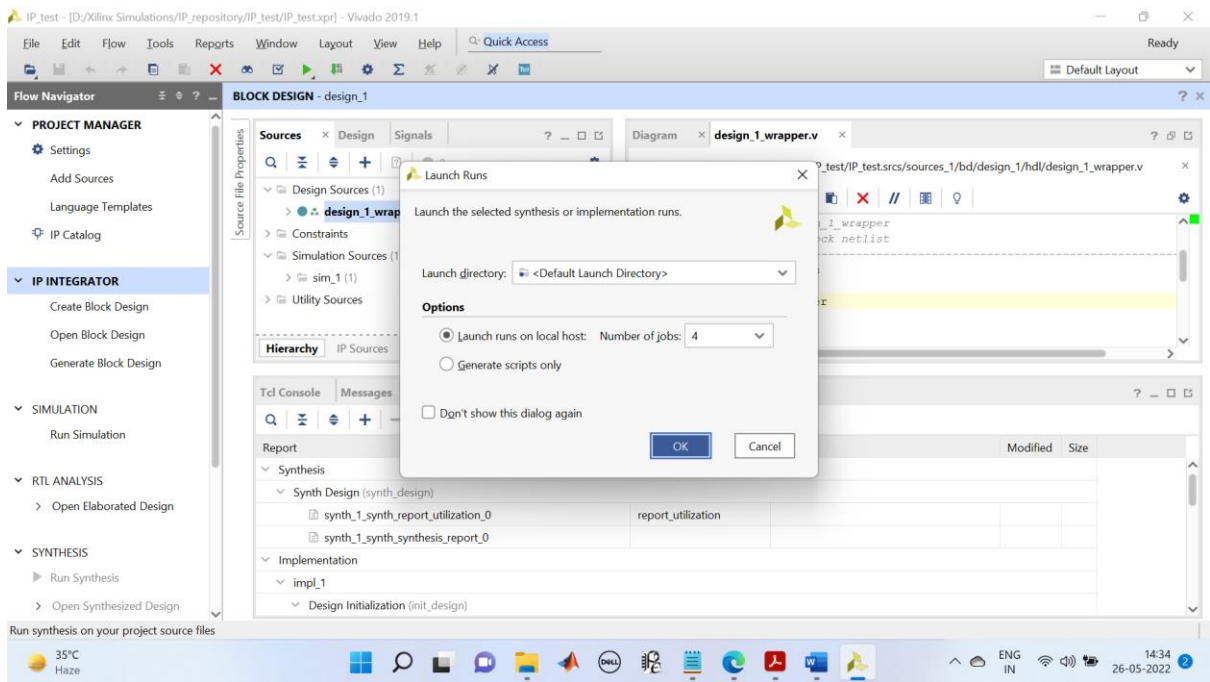 IP_test - [D:/Xilinx Simulations/IP_repository/IP_test/IP_test.xpr] - Vivado 2019.1
File Edit Flow Tools Reports Window Layout View Help Quick Access Ready
Default Layout
Flow Navigator
BLOCK DESIGN - design_1
PROJECT MANAGER
Settings
Add Sources
Language Templates
IP Catalog
IP INTEGRATOR
Create Block Design
Open Block Design
Generate Block Design
SIMULATION
Run Simulation
RTL ANALYSIS
Open Elaborated Design
SYNTHESIS
Run Synthesis
Open Synthesized Design
Source File Properties
Sources Design Signals
Design Sources (1)
design_1_wrap
Constraints
Simulation Sources (1
sim_1 (1)
Utility Sources
Hierarchy IP Sources
Diagram design_1_wrapper.v
_test/IP_test.srcs/sources_1/bd/design_1/hdl/design_1_wrapper.v
_1_wrapper
ck netlist
Launch Runs
Launch the selected synthesis or implementation runs.
Launch directory: <Default Launch Directory>
Options
Launch runs on local host: Number of jobs: 4
Generate scripts only
Don't show this dialog again
OK Cancel
Tcl Console Messages
Report Modified Size
Synthesis
Synth Design (synth_design)
synth_1_synth_report_utilization_0 report_utilization
synth_1_synth_synthesis_report_0
Implementation
impl_1
Design Initialization (init_design)
Run synthesis on your project source files
35°C
Haze
DELL
ENG
IN
14:34
26-05-2022
2